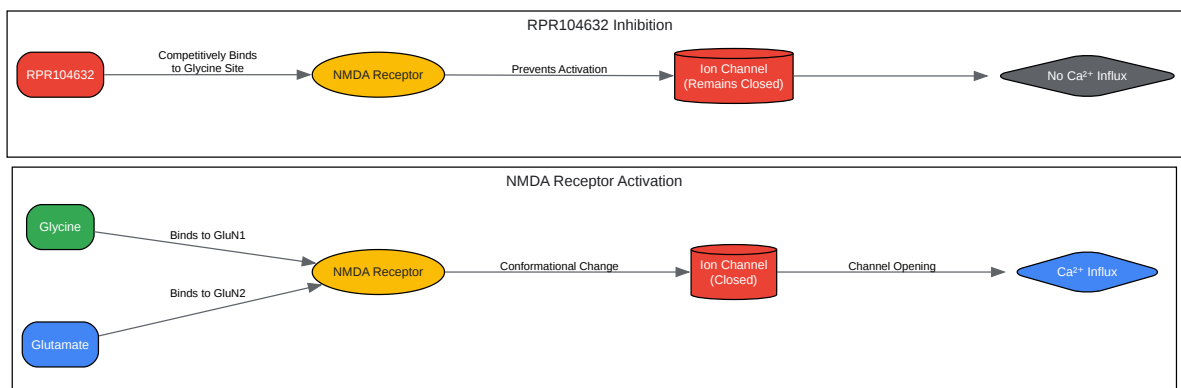 RPR104632 Inhibition
RPR104632
Competitively Binds
to Glycine Site
NMDA Receptor
Prevents Activation
Ion Channel
(Remains Closed)
No Ca²⁺ Influx
NMDA Receptor Activation
Glycine
Binds to GluN1
Glutamate
Binds to GluN2
NMDA Receptor
Conformational Change
Ion Channel
(Closed)
Channel Opening
Ca²⁺ Influx